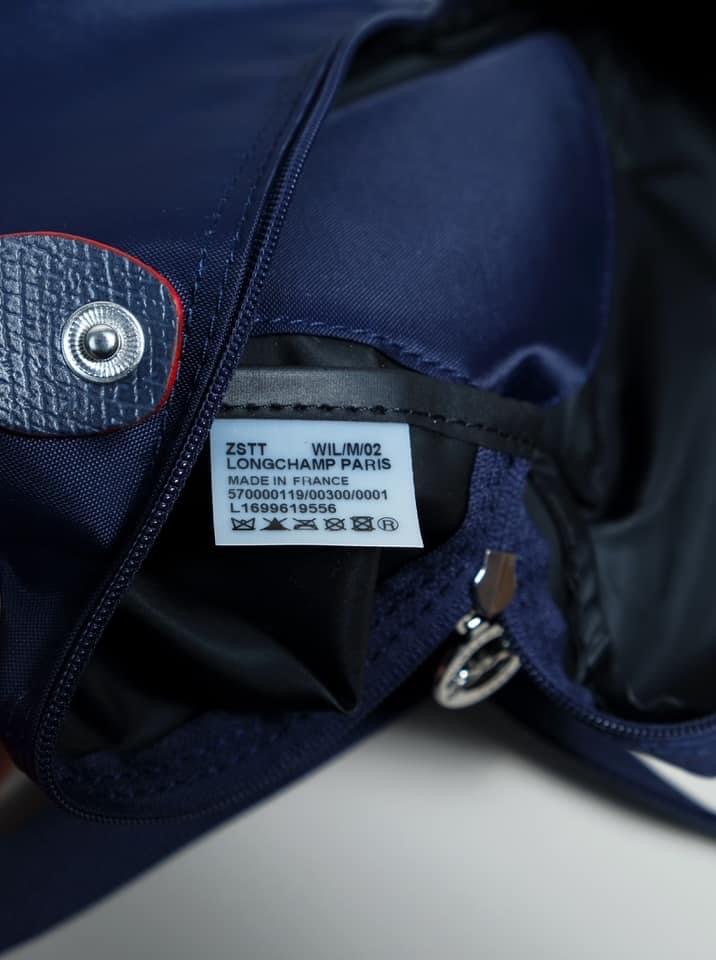 ZSTT WIL/M/02
LONGCHAMP PARIS
MADE IN FRANCE
570000119/00300/0001
L1699619556
®